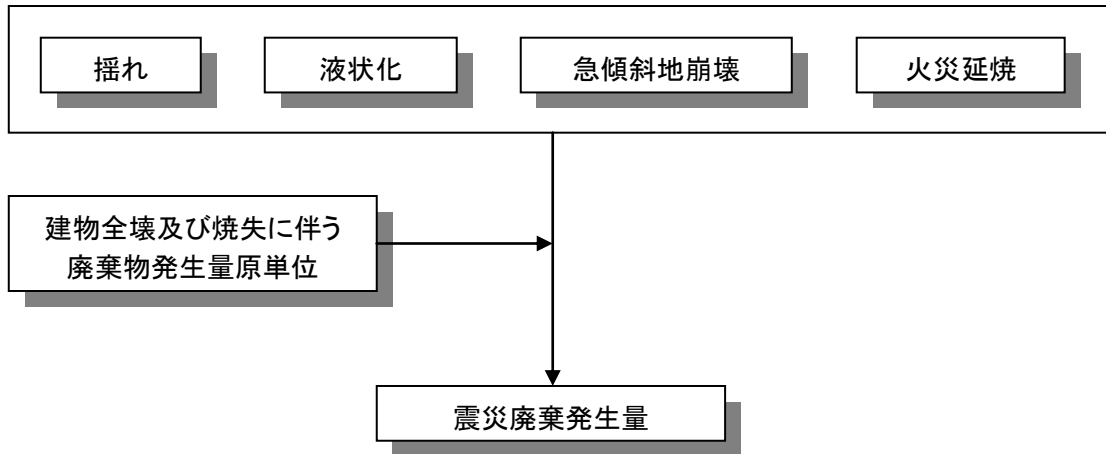 揺れ
液状化
急傾斜地崩壊
火災延焼
建物全壊及び焼失に伴う
廃棄物発生量原単位
震災廃棄発生量